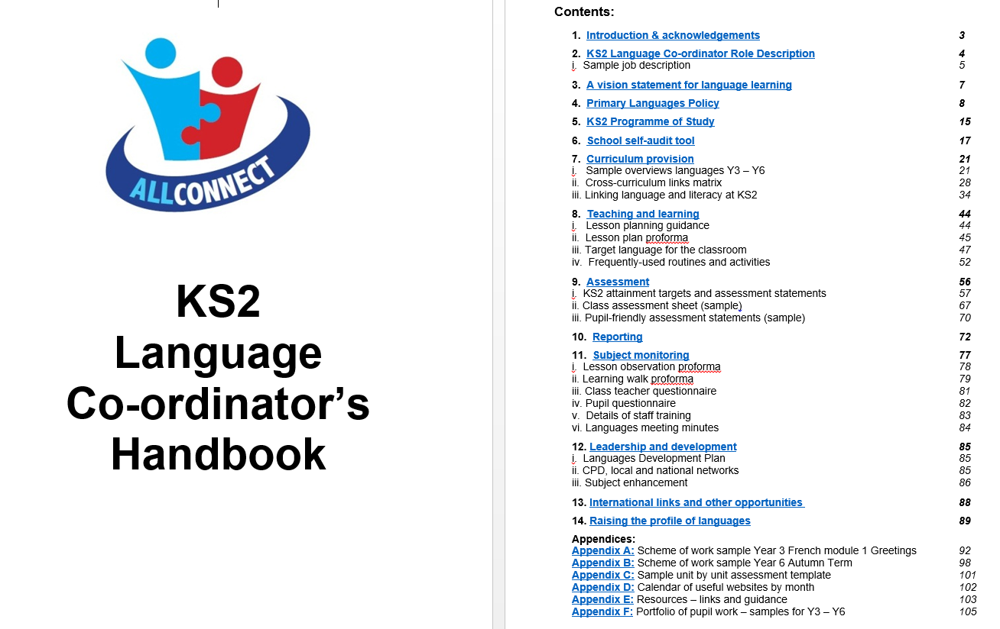 ALLCONNECT
KS2
Language
Co-ordinator’s
Handbook
Contents:
1. Introduction & acknowledgements 3
2. KS2 Language Co-ordinator Role Description 4
i. Sample job description 5
3. A vision statement for language learning 7
4. Primary Languages Policy 8
5. KS2 Programme of Study 15
6. School self-audit tool 17
7. Curriculum provision 21
i. Sample overviews languages Y3 – Y6 21
ii. Cross-curriculum links matrix 28
iii. Linking language and literacy at KS2 34
8. Teaching and learning 44
i. Lesson planning guidance 44
ii. Lesson plan proforma 45
iii. Target language for the classroom 47
iv. Frequently-used routines and activities 52
9. Assessment 56
i. KS2 attainment targets and assessment statements 57
ii. Class assessment sheet (sample) 67
iii. Pupil-friendly assessment statements (sample) 70
10. Reporting 72
11. Subject monitoring 77
i. Lesson observation proforma 78
ii. Learning walk proforma 79
iii. Class teacher questionnaire 81
iv. Pupil questionnaire 82
v. Details of staff training 83
vi. Languages meeting minutes 84
12. Leadership and development 85
i. Languages Development Plan 85
ii. CPD, local and national networks 85
iii. Subject enhancement 86
13. International links and other opportunities 88
14. Raising the profile of languages 89
Appendices:
Appendix A: Scheme of work sample Year 3 French module 1 Greetings 92
Appendix B: Scheme of work sample Year 6 Autumn Term 98
Appendix C: Sample unit by unit assessment template 101
Appendix D: Calendar of useful websites by month 102
Appendix E: Resources – links and guidance 103
Appendix F: Portfolio of pupil work – samples for Y3 – Y6 105